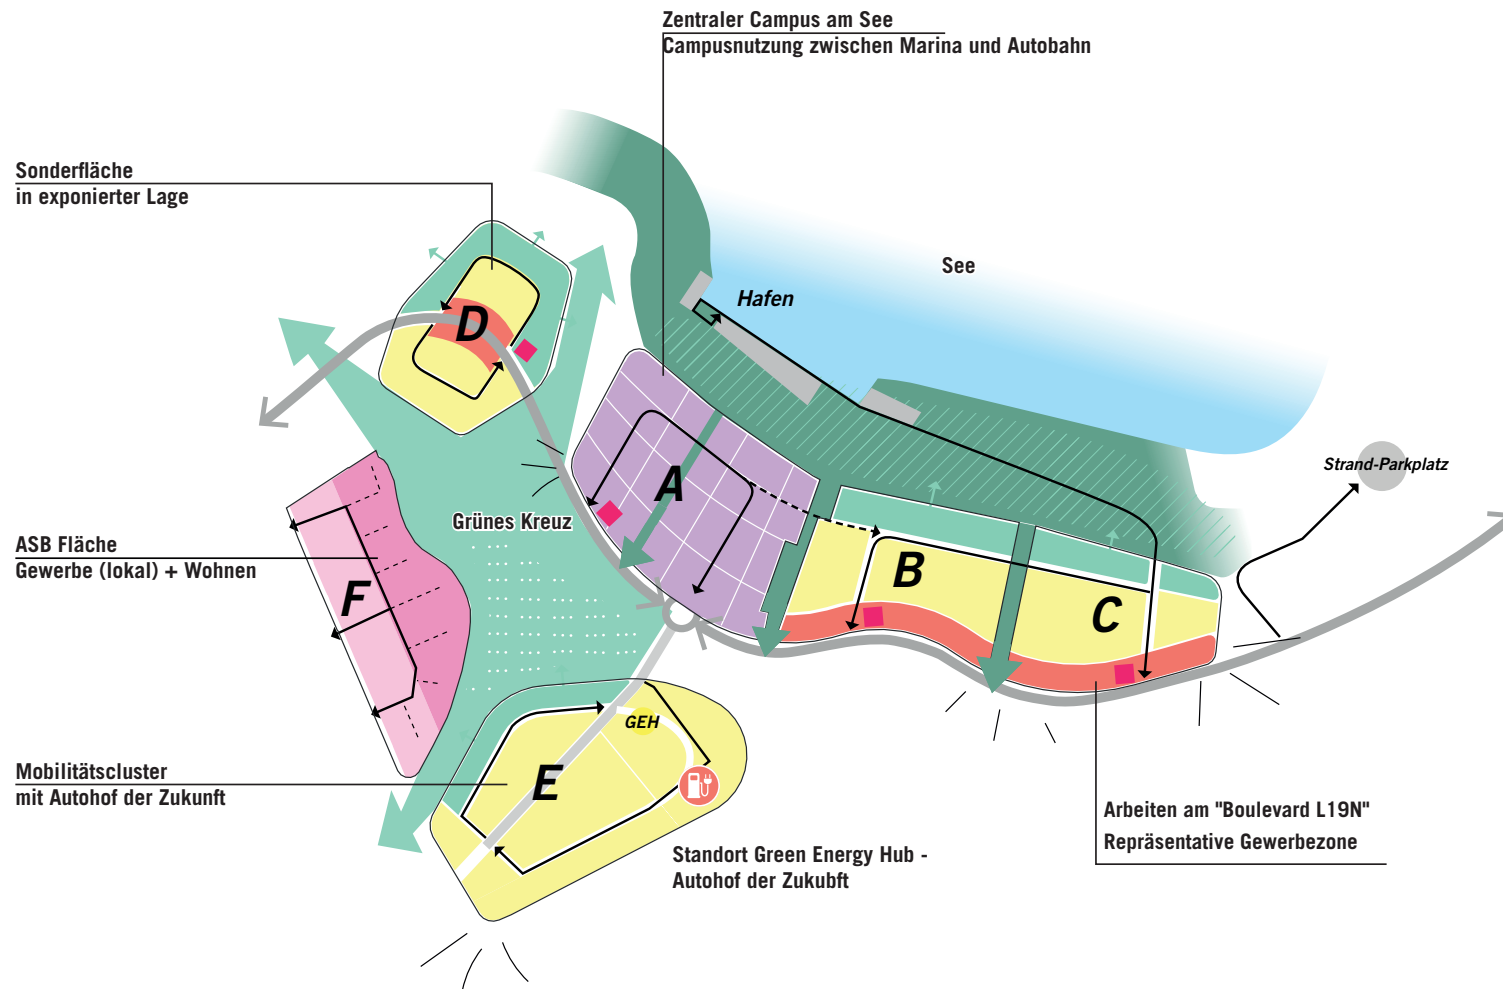 Zentraler Campus am See
Campusnutzung zwischen Marina und Autobahn
Sonderfläche
in exponierter Lage
See
Hafen
D
Strand-Parkplatz
A
Grünes Kreuz
ASB Fläche
Gewerbe (lokal) + Wohnen
B
F
C
GEH
Mobilitätscluster
mit Autohof der Zukunft
E
Arbeiten am "Boulevard L19N"
Repräsentative Gewerbezone
Standort Green Energy Hub -
Autohof der Zukubft